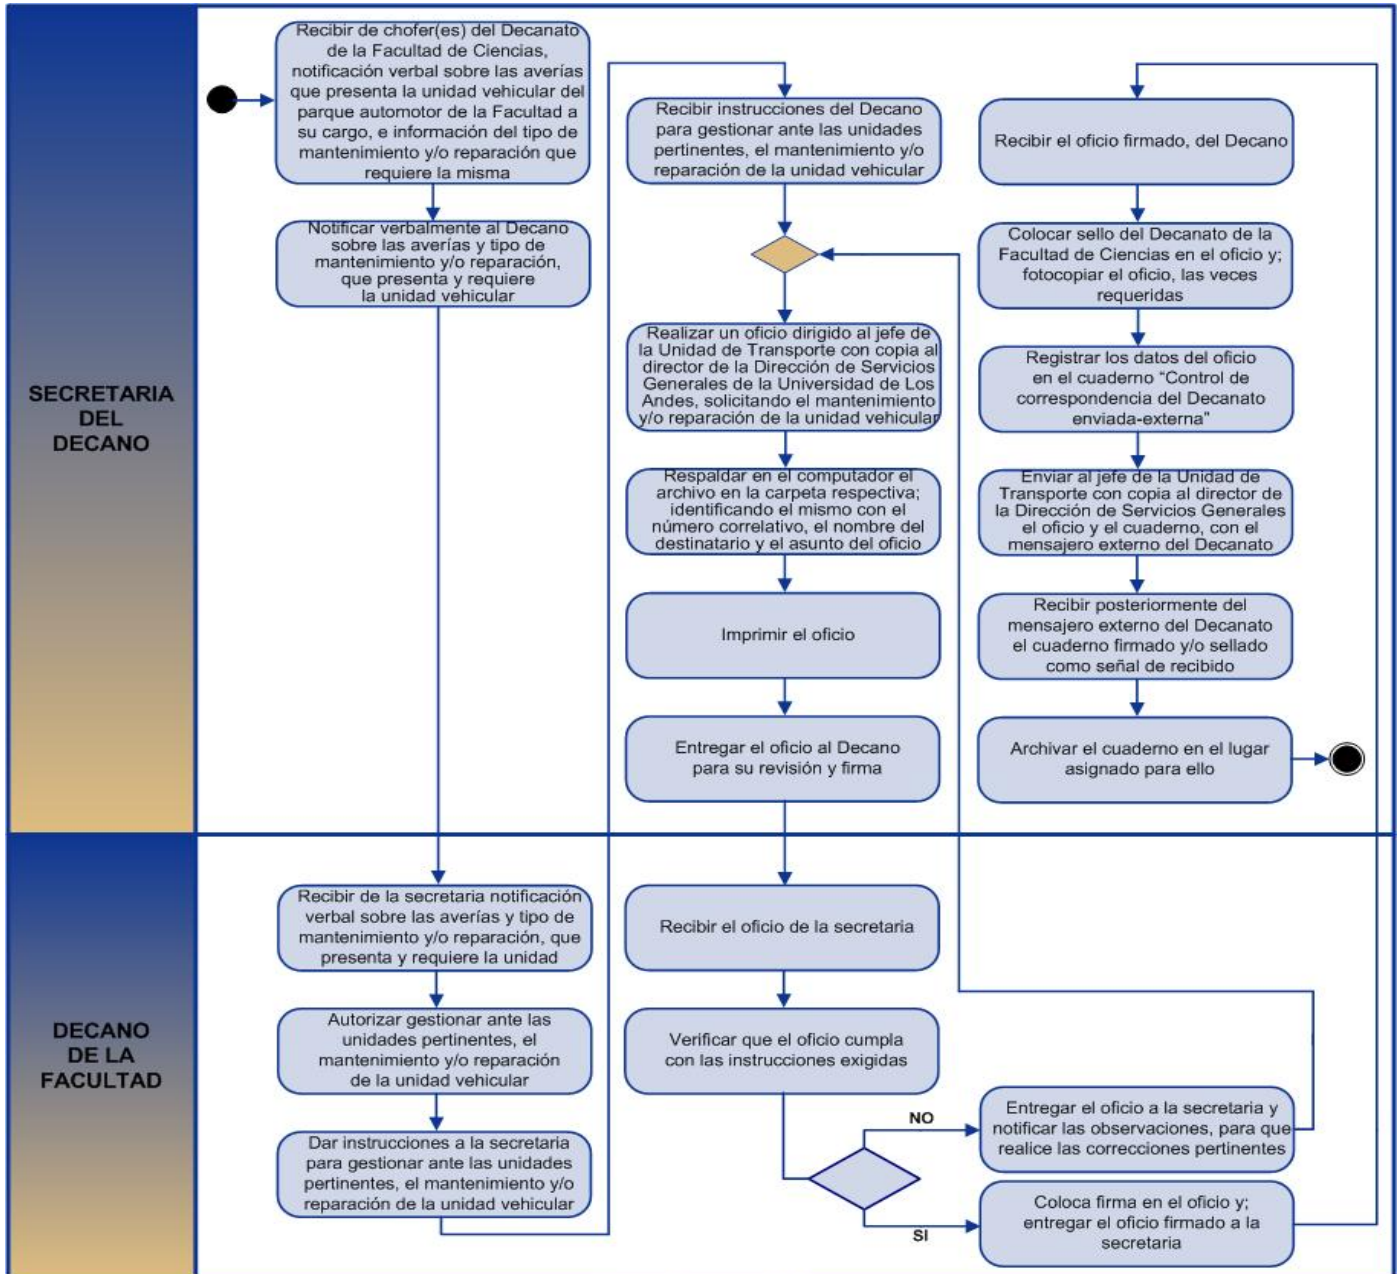 SECRETARIA
DEL
DECANO
Recibir de chofer(es) del Decanato
de la Facultad de Ciencias,
notificación verbal sobre las averías
que presenta la unidad vehicular del
parque automotor de la Facultad a
su cargo, e información del tipo de
mantenimiento y/o reparación que
requiere la misma
Notificar verbalmente al Decano
sobre las averías y tipo de
mantenimiento y/o reparación,
que presenta y requiere
la unidad vehicular
Recibir instrucciones del Decano
para gestionar ante las unidades
pertinentes, el mantenimiento y/o
reparación de la unidad vehicular
Realizar un oficio dirigido al jefe de
la Unidad de Transporte con copia al
director de la Dirección de Servicios
Generales de la Universidad de Los
Andes, solicitando el mantenimiento
y/o reparación de la unidad vehicular
Respaldar en el computador el
archivo en la carpeta respectiva;
identificando el mismo con el
número correlativo, el nombre del
destinatario y el asunto del oficio
Imprimir el oficio
Entregar el oficio al Decano
para su revisión y firma
Recibir el oficio firmado, del Decano
Colocar sello del Decanato de la
Facultad de Ciencias en el oficio y;
fotocopiar el oficio, las veces
requeridas
Registrar los datos del oficio
en el cuaderno “Control de
correspondencia del Decanato
enviada-externa”
Enviar al jefe de la Unidad de
Transporte con copia al director de
la Dirección de Servicios Generales
el oficio y el cuaderno, con el
mensajero externo del Decanato
Recibir posteriormente del
mensajero externo del Decanato
el cuaderno firmado y/o sellado
como señal de recibido
Archivar el cuaderno en el lugar
asignado para ello
DECANO
DE LA
FACULTAD
Recibir de la secretaria notificación
verbal sobre las averías y tipo de
mantenimiento y/o reparación, que
presenta y requiere la unidad
Autorizar gestionar ante las
unidades pertinentes, el
mantenimiento y/o reparación
de la unidad vehicular
Dar instrucciones a la secretaria
para gestionar ante las unidades
pertinentes, el mantenimiento y/o
reparación de la unidad vehicular
Recibir el oficio de la secretaria
Verificar que el oficio cumpla
con las instrucciones exigidas
NO
Entregar el oficio a la secretaria y
notificar las observaciones, para que
realice las correcciones pertinentes
SI
Coloca firma en el oficio y;
entregar el oficio firmado a la
secretaria